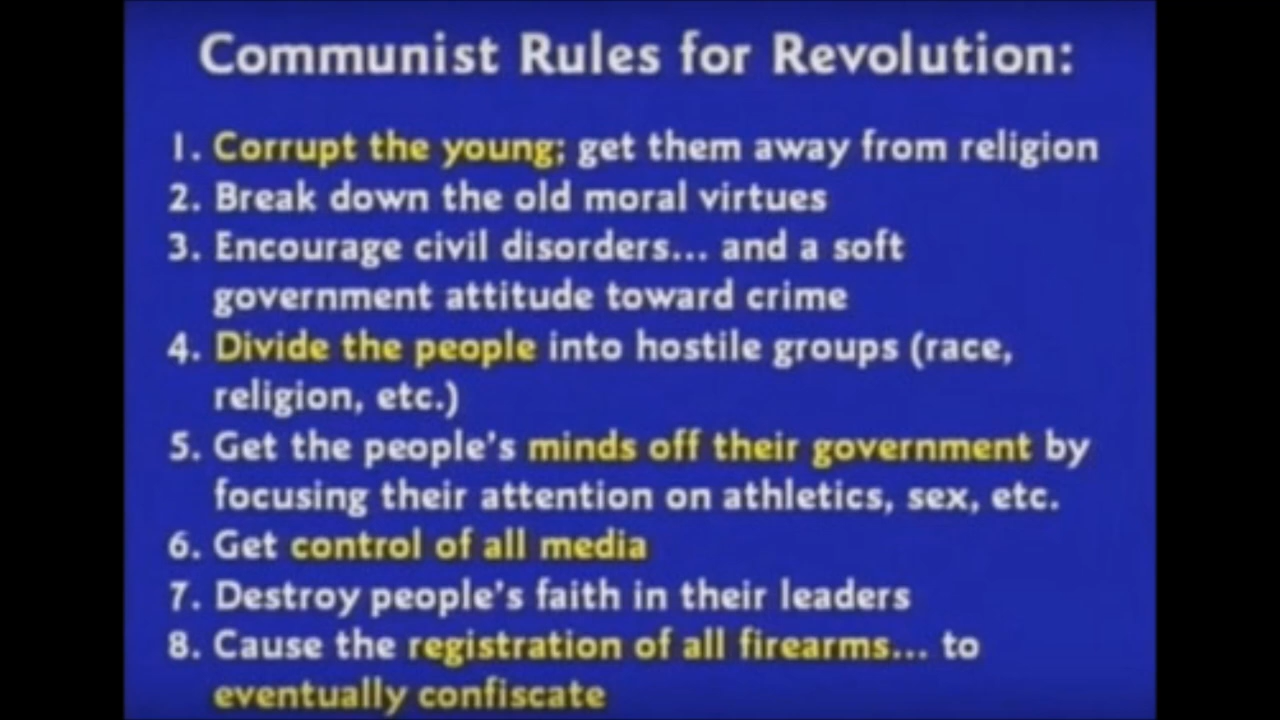 Communist Rules for Revolution:
1. Corrupt the young; get them away from religion
2. Break down the old moral virtues
3. Encourage civil disorders... and a soft
government attitude toward crime
4. Divide the people into hostile groups (race,
religion, etc.)
5. Get the people's minds off their government by
focusing their attention on athletics, sex, etc.
6. Get control of all media
7. Destroy people's faith in their leaders
8. Cause the registration of all firearms... to
eventually confiscate